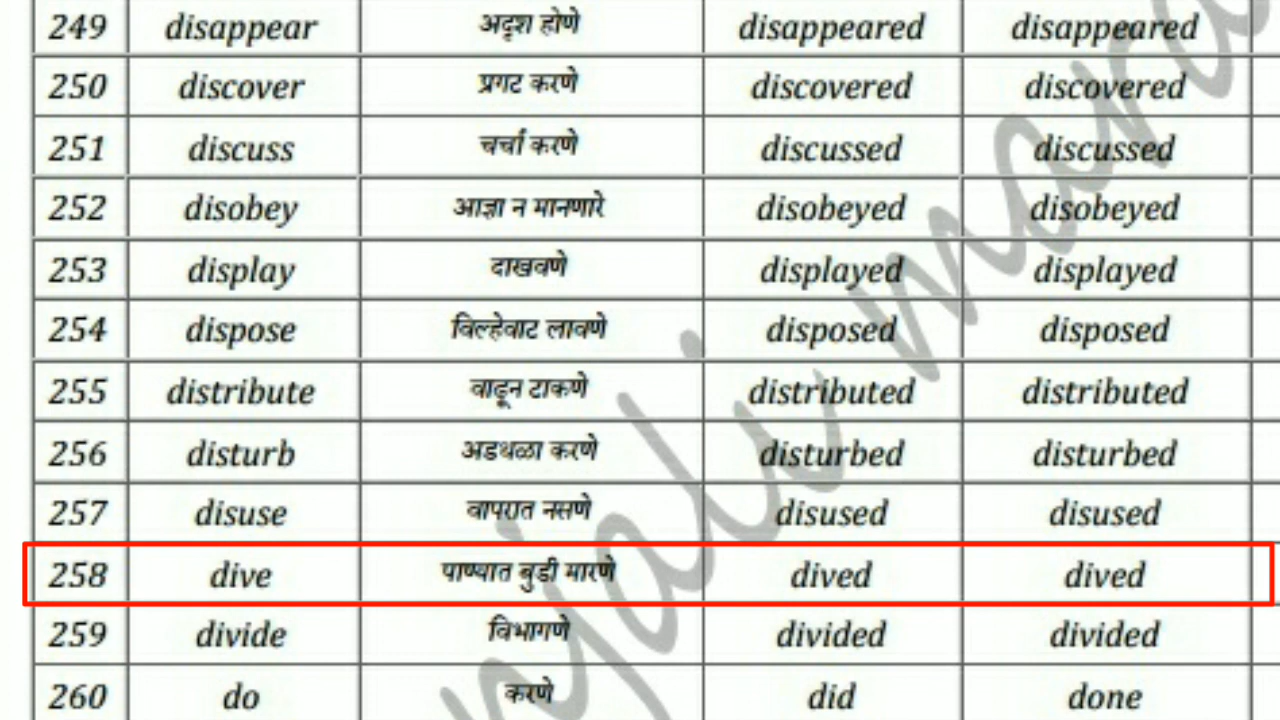 249 disappear अदृश होणे disappeared disappeared
250 discover प्रगट करणे discovered discovered
251 discuss चर्चा करणे discussed discussed
252 disobey आज्ञा न मानणारे disobeyed disobeyed
253 display दाखवणे displayed displayed
254 dispose विल्हेवाट लावणे disposed disposed
255 distribute वाटून टाकणे distributed distributed
256 disturb अडथळा करणे disturbed disturbed
257 disuse वापरात नसणे disused disused
258 dive पाण्यात बुडी मारणे dived dived
259 divide विभागणे divided divided
260 do करणे did done